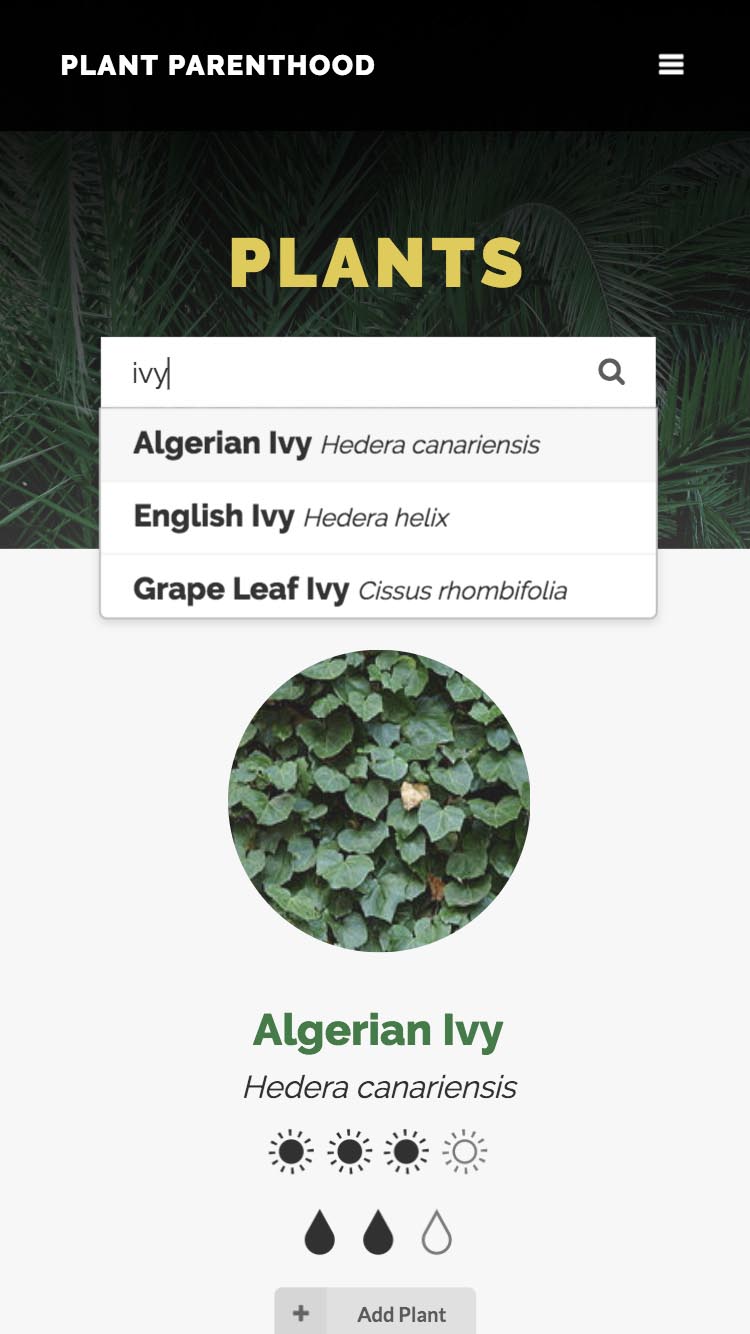 PLANT PARENTHOOD
PLANTS
ivy
Algerian Ivy Hedera canariensis
English Ivy Hedera helix
Grape Leaf Ivy Cissus rhombifolia
Algerian Ivy
Hedera canariensis
+ Add Plant